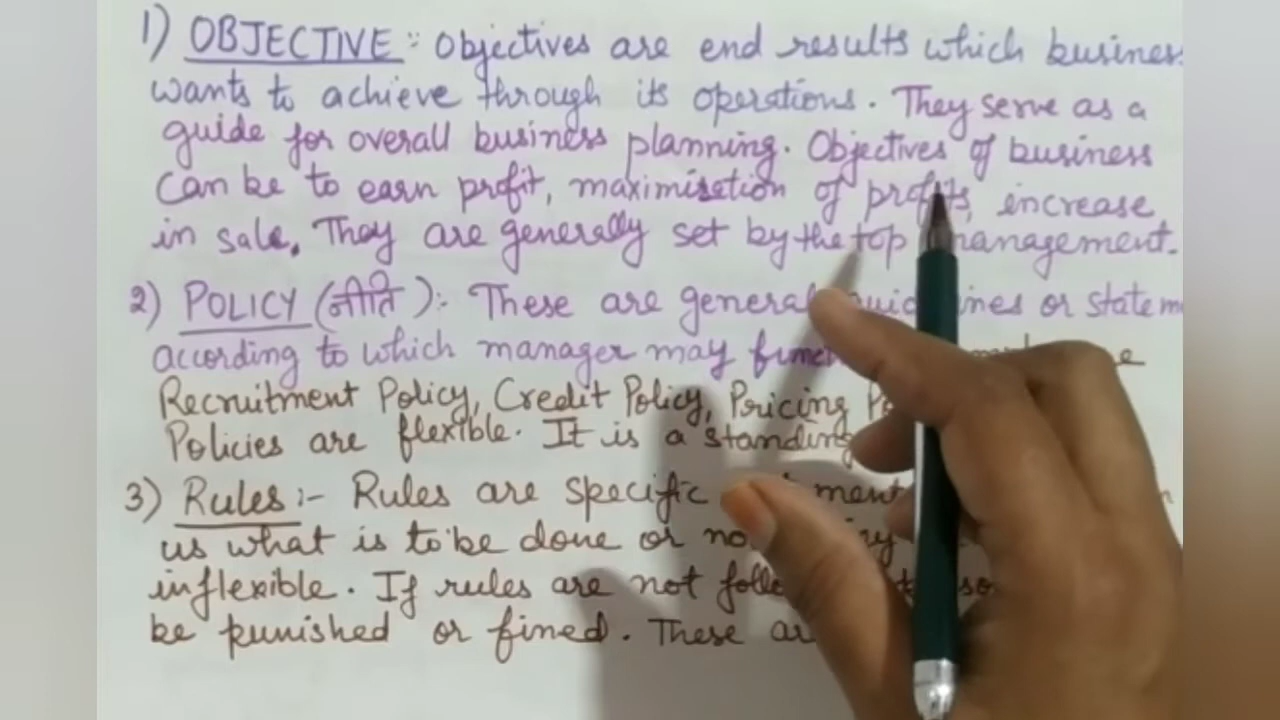 1) OBJECTIVE :- Objectives are end results which busines
wants to achieve through its operations. They serve as a
guide for overall business planning. Objectives of business
can be to earn profit, maximisation of profits, increase
in sale. They are generally set by the top management.
2) POLICY (नीति) :- These are general or statem
according to which manager may
Recruitment Policy, Credit Policy, Pricing
Policies are flexible. It is a standing
3) RULES :- Rules are specific
us what is to be done or
inflexible. If rules are not
be punished or fined. These